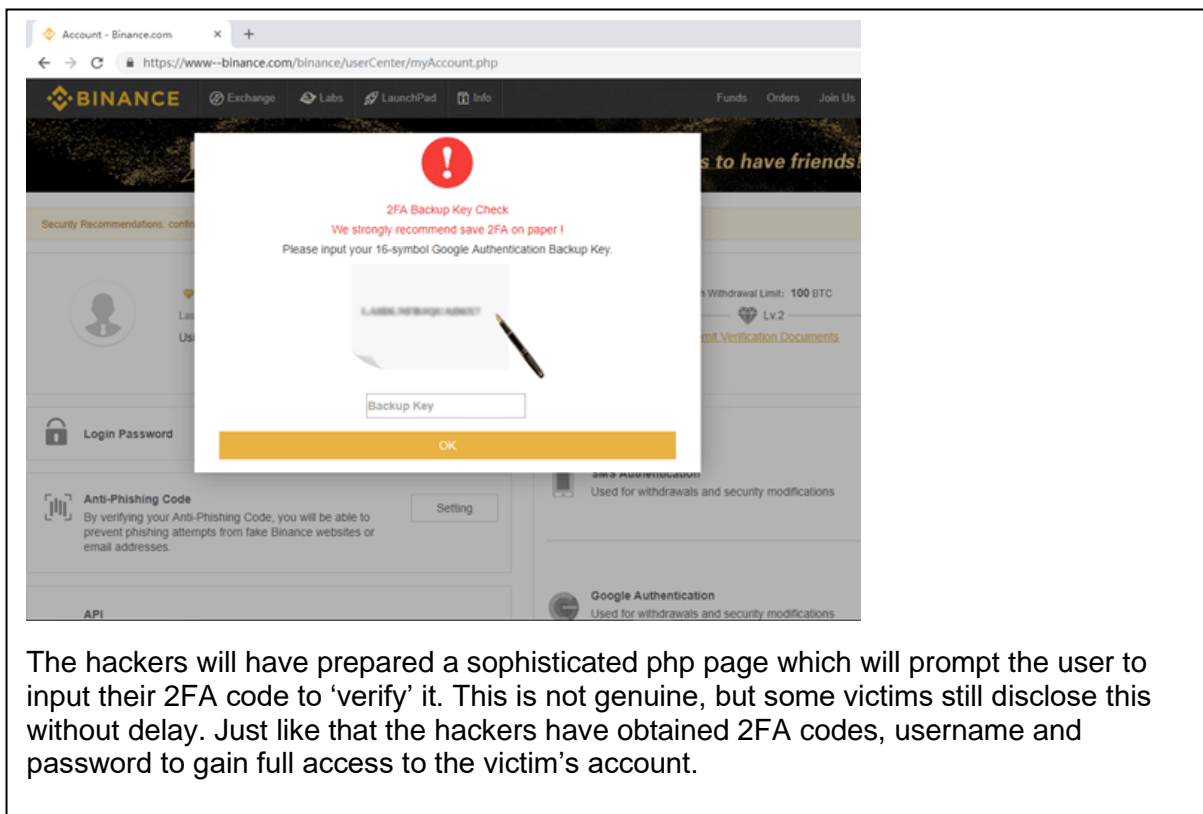 Account - Binance.com
https://www--binance.com/binance/userCenter/myAccount.php
BINANCE Exchange Labs LaunchPad Info Funds Orders Join Us
s to have friends!
Security Recommendations:
2FA Backup Key Check
We strongly recommend save 2FA on paper !
Please input your 16-symbol Google Authentication Backup Key.
Withdrawal Limit: 100 BTC
Lv.2
Verification Documents
Backup Key
OK
Login Password
SMS Authentication
Used for withdrawals and security modifications
Anti-Phishing Code
By verifying your Anti-Phishing Code, you will be able to
prevent phishing attempts from fake Binance websites or
email addresses.
Setting
Google Authentication
Used for withdrawals and security modifications
API
The hackers will have prepared a sophisticated php page which will prompt the user to
input their 2FA code to ‘verify’ it. This is not genuine, but some victims still disclose this
without delay. Just like that the hackers have obtained 2FA codes, username and
password to gain full access to the victim’s account.